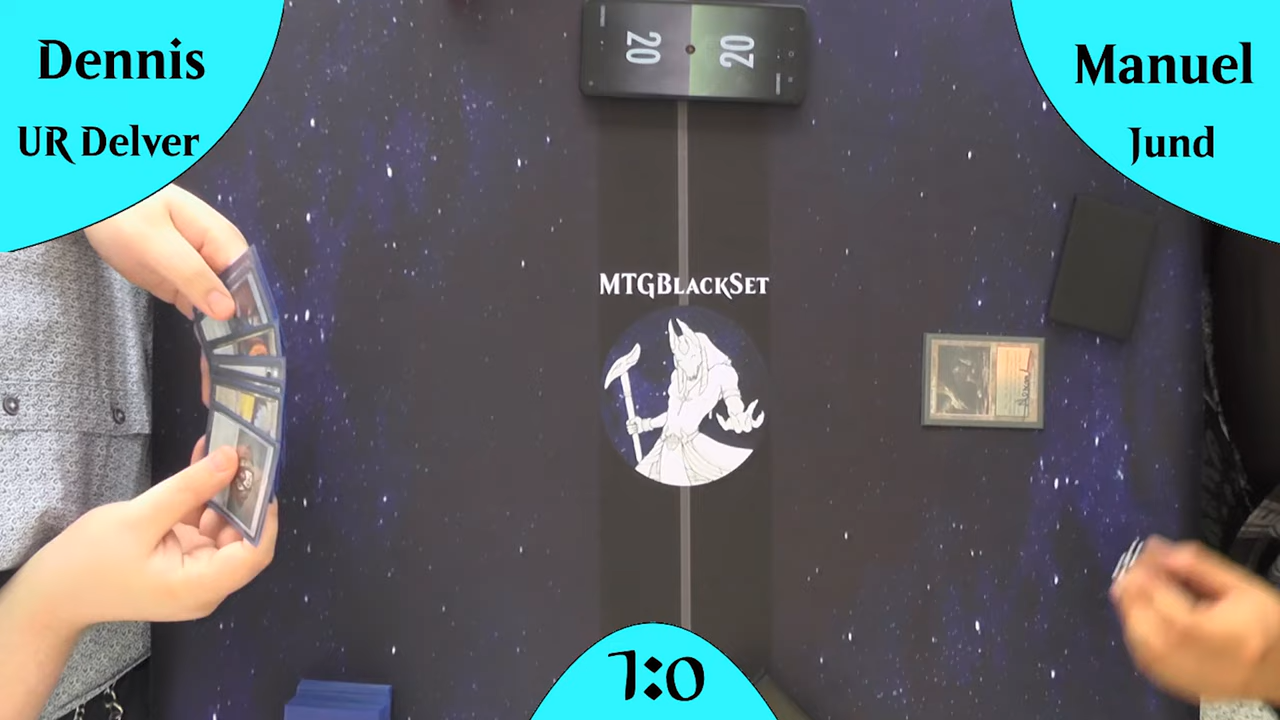 Dennis
UR Delver
20
20
Manuel
Jund
MTGBlackSet
1:0